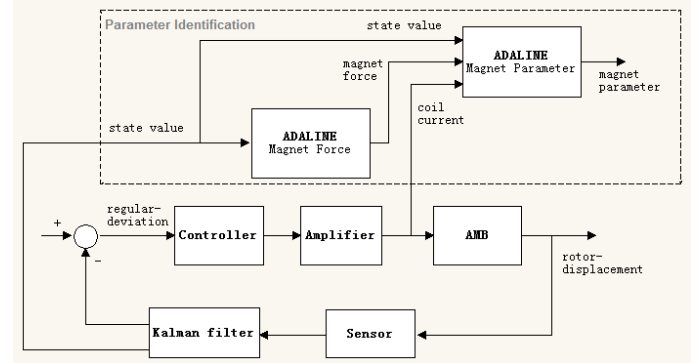 Parameter Identification
state value
ADALINE
Magnet Parameter
magnet
force
magnet
parameter
coil
current
state value
ADALINE
Magnet Force
+
-
regular-
deviation
Controller
Amplifier
AMB
rotor-
displacement
Kalman filter
Sensor